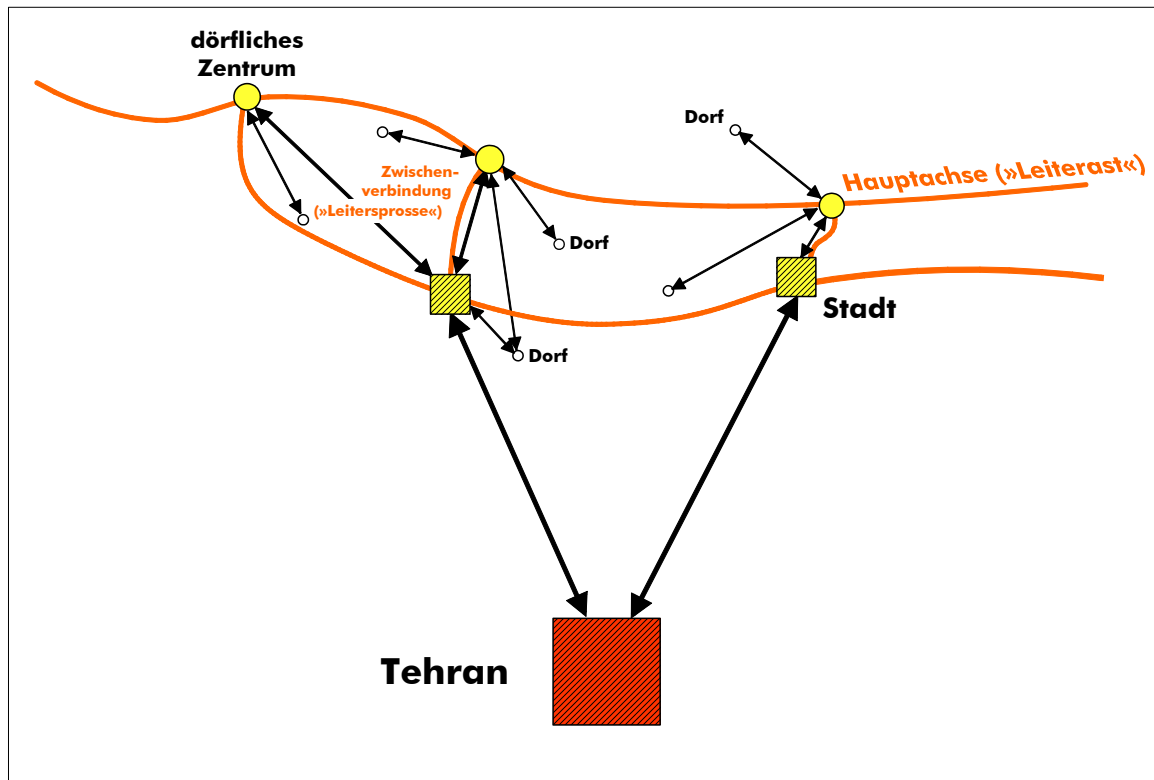 dörfliches
Zentrum
Dorf
Zwischen-
verbindung
(»Leitersprosse«)
Hauptachse (»Leiterast«)
Dorf
Stadt
Dorf
Tehran